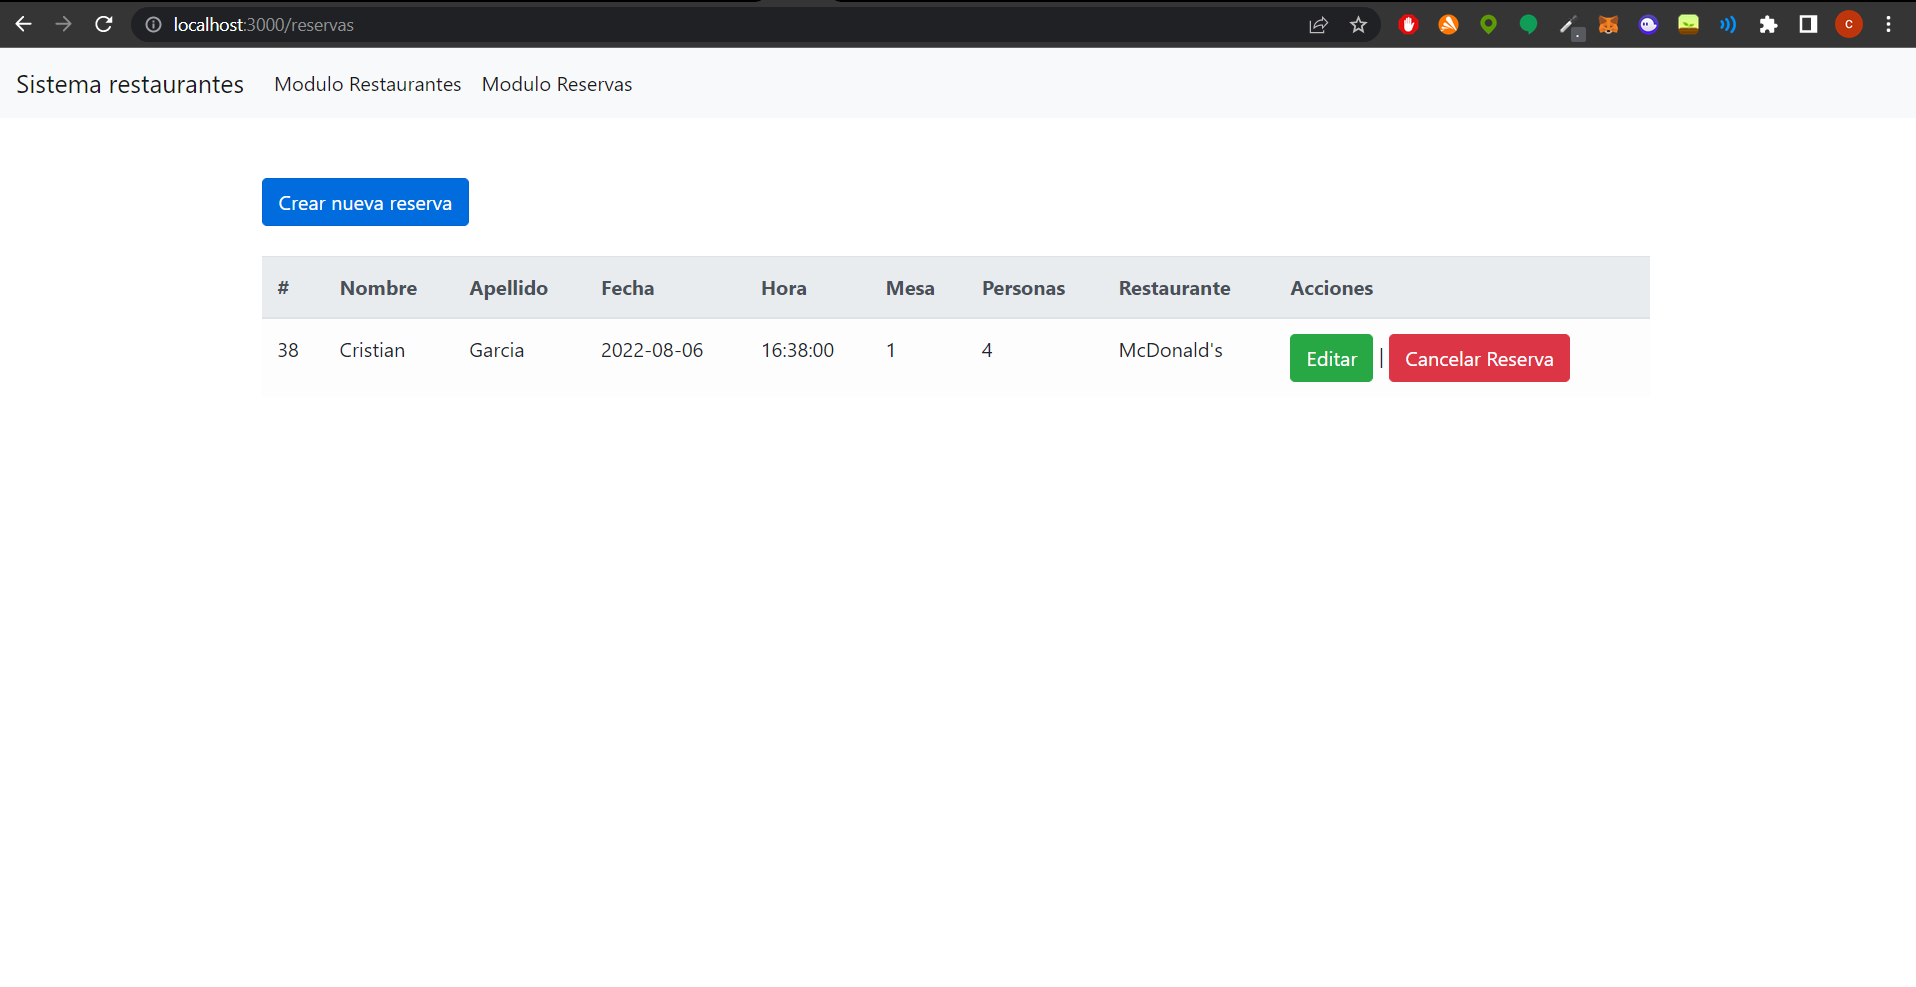 localhost:3000/reservas
C
Sistema restaurantes Modulo Restaurantes Modulo Reservas
Crear nueva reserva
# Nombre Apellido Fecha Hora Mesa Personas Restaurante Acciones
38 Cristian Garcia 2022-08-06 16:38:00 1 4 McDonald's Editar | Cancelar Reserva